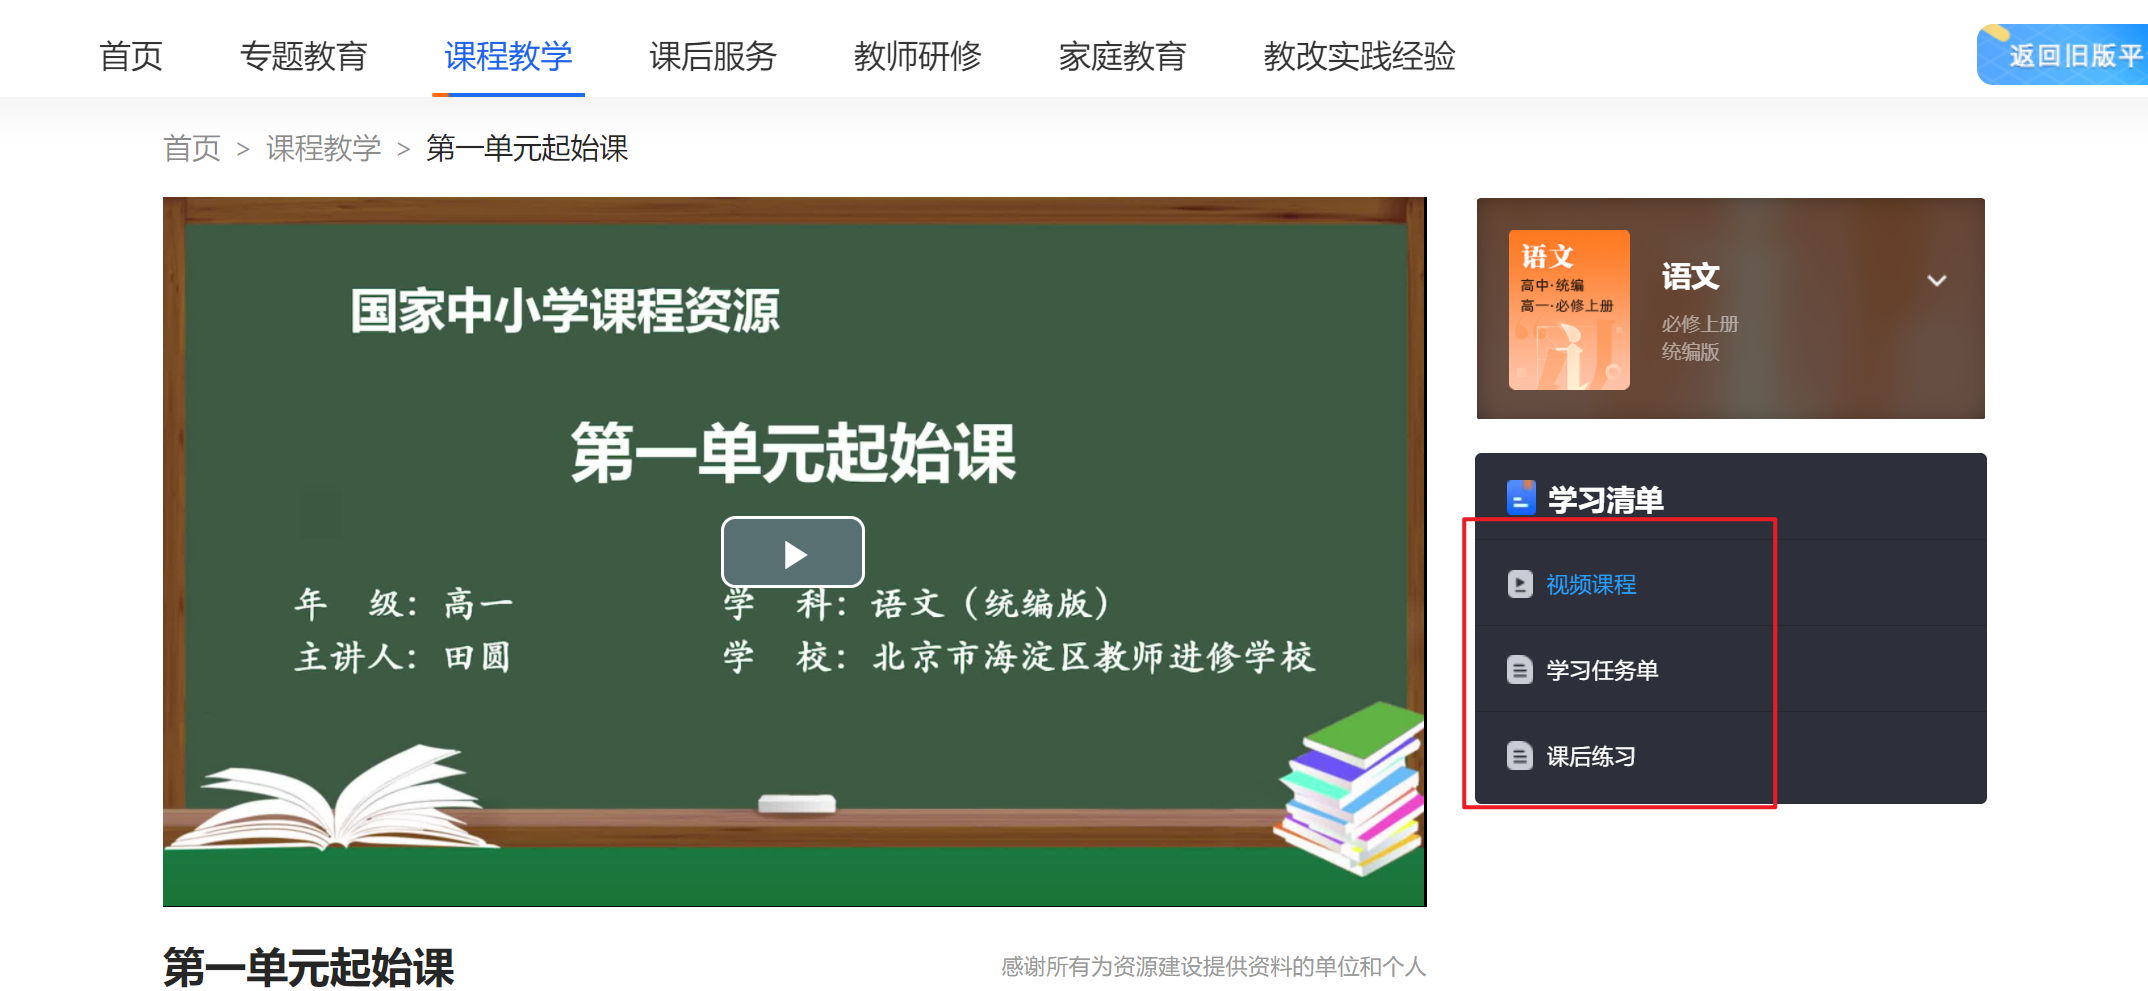 首页 专题教育 课程教学 课后服务 教师研修 家庭教育 教改实践经验 返回旧版平
首页 > 课程教学 > 第一单元起始课
国家中小学课程资源
第一单元起始课
年 级：高一 学 科：语文（统编版）
主讲人：田圆 学 校：北京市海淀区教师进修学校
语文
高中·统编
高一·必修上册
语文
必修上册
统编版
学习清单
视频课程
学习任务单
课后练习
第一单元起始课
感谢所有为资源建设提供资料的单位和个人